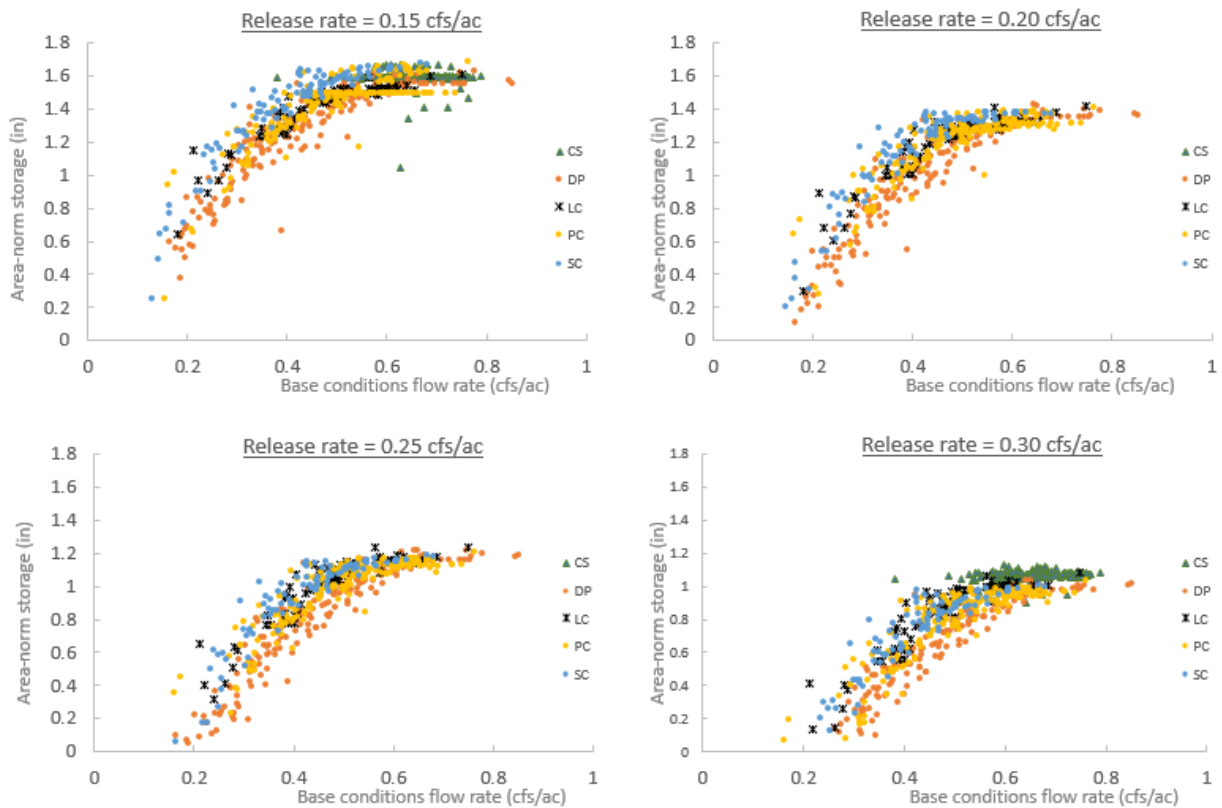 Release rate = 0.15 cfs/ac
1.8
1.6
1.4
1.2
1
0.8
0.6
0.4
0.2
0
Area-norm storage (in)
0
0.2
0.4
0.6
0.8
1
Base conditions flow rate (cfs/ac)
CS
DP
LC
PC
SC
Release rate = 0.20 cfs/ac
1.8
1.6
1.4
1.2
1
0.8
0.6
0.4
0.2
0
Area-norm storage (in)
0
0.2
0.4
0.6
0.8
1
Base conditions flow rate (cfs/ac)
CS
DP
LC
PC
SC
Release rate = 0.25 cfs/ac
1.8
1.6
1.4
1.2
1
0.8
0.6
0.4
0.2
0
Area-norm storage (in)
0
0.2
0.4
0.6
0.8
1
Base conditions flow rate (cfs/ac)
CS
DP
LC
PC
SC
Release rate = 0.30 cfs/ac
1.8
1.6
1.4
1.2
1
0.8
0.6
0.4
0.2
0
Area-norm storage (in)
0
0.2
0.4
0.6
0.8
1
Base conditions flow rate (cfs/ac)
CS
DP
LC
PC
SC